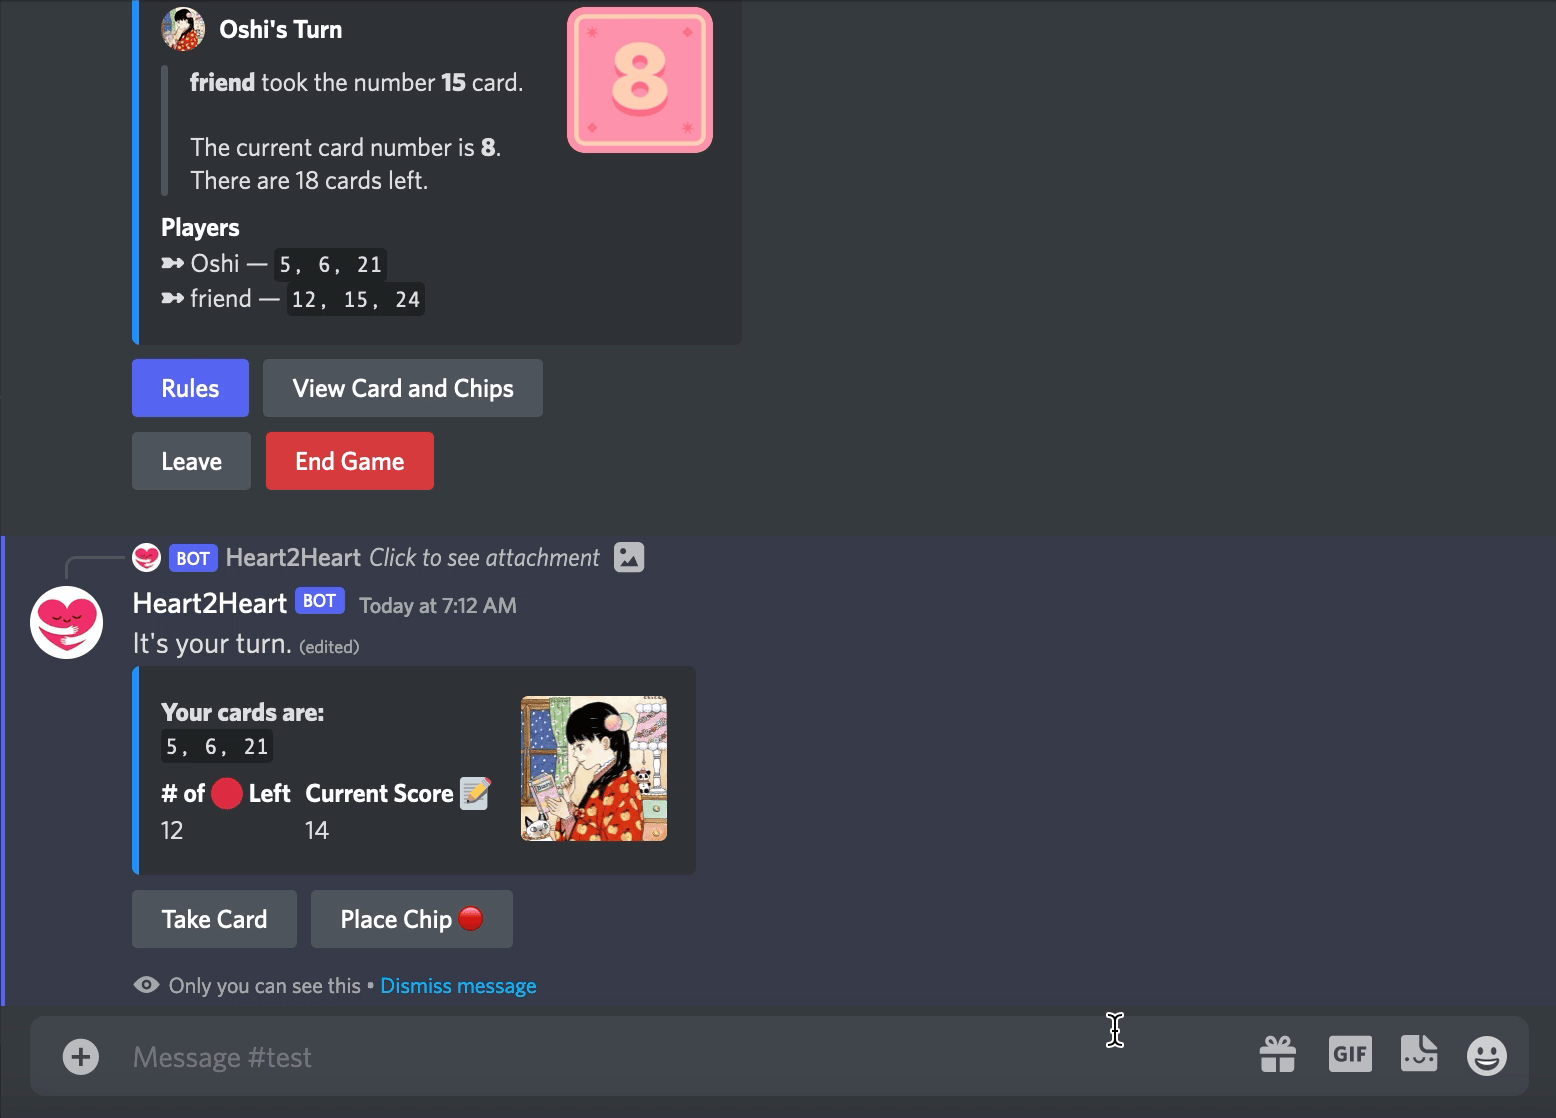 Oshi's Turn
8
friend took the number 15 card.
The current card number is 8.
There are 18 cards left.
Players
➳ Oshi — 5, 6, 21
➳ friend — 12, 15, 24
Rules
View Card and Chips
Leave
End Game
BOT Heart2Heart Click to see attachment
Heart2Heart BOT Today at 7:12 AM
It's your turn. (edited)
Your cards are:
5, 6, 21
# of 🔴 Left Current Score 📝
12 14
Take Card
Place Chip 🔴
Only you can see this • Dismiss message
Message #test
GIF